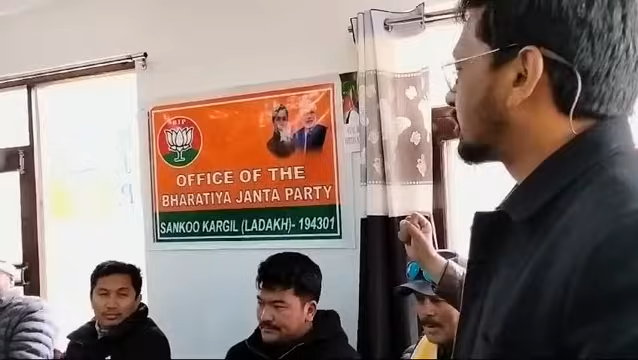 BJP
OFFICE OF THE
BHARATIYA JANTA PARTY
SANKOO KARGIL (LADAKH)- 194301